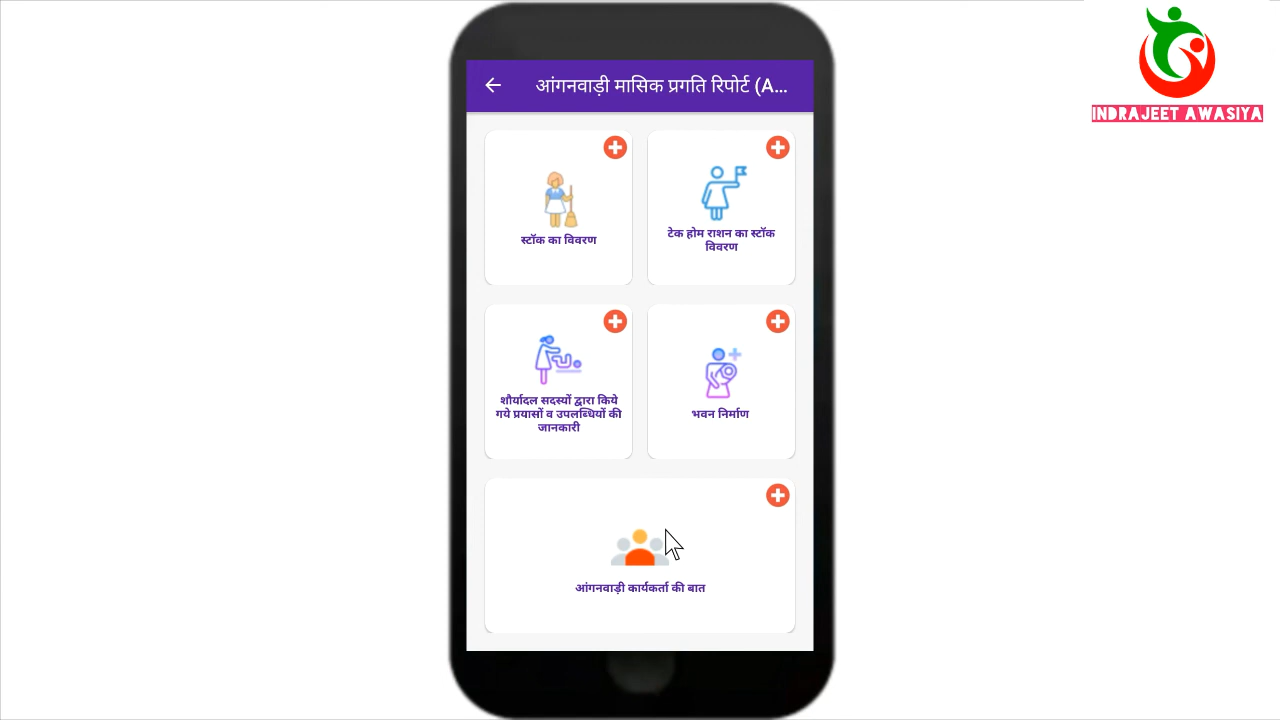 INDRAJEET AWASIYA
आंगनवाड़ी मासिक प्रगति रिपोर्ट (A...
स्टॉक का विवरण
टेक होम राशन का स्टॉक
विवरण
शौर्यादल सदस्यों द्वारा किये
गये प्रयासों व उपलब्धियों की
जानकारी
भवन निर्माण
आंगनवाड़ी कार्यकर्ता की बात